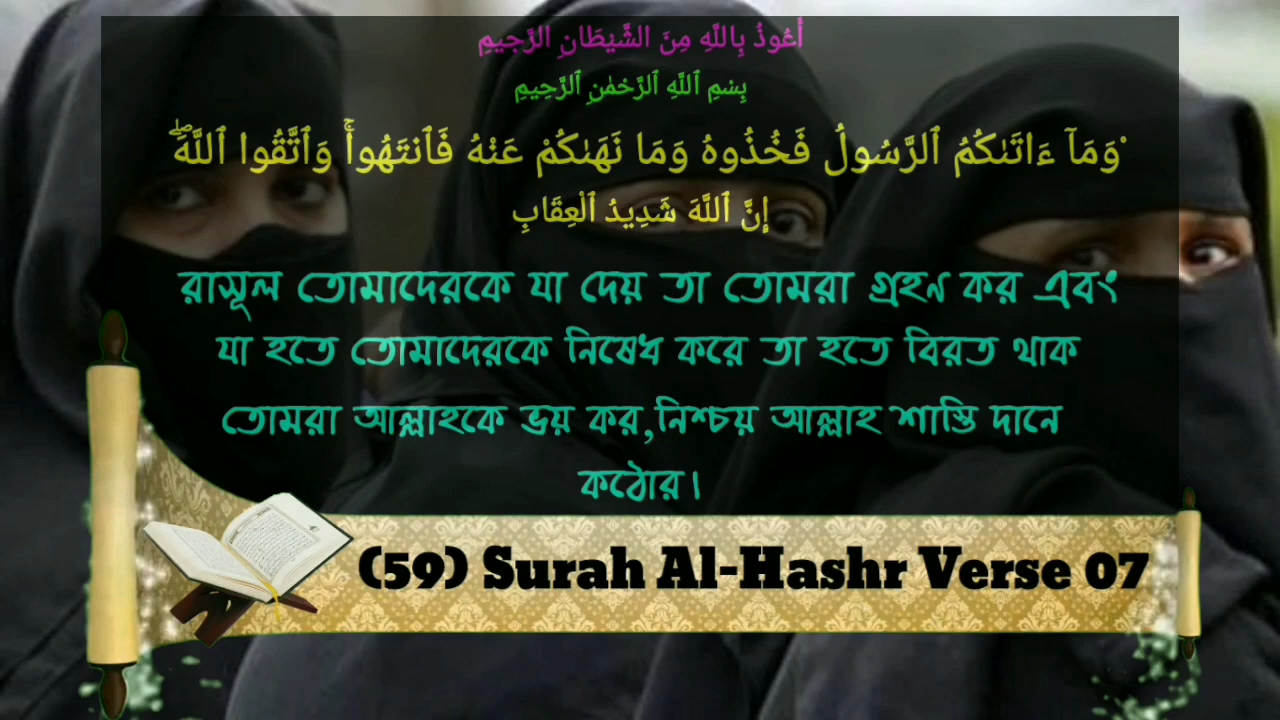 أَعُوذُ بِاللَّهِ مِنَ الشَّيْطَانِ الرَّجِيمِ
بِسْمِ ٱللَّهِ ٱلرَّحْمَٰنِ ٱلرَّحِيمِ
وَمَآ ءَاتَىٰكُمُ ٱلرَّسُولُ فَخُذُوهُ وَمَا نَهَىٰكُمْ عَنْهُ فَٱنتَهُوا۟ۚ وَٱتَّقُوا ٱللَّهَۖ
إِنَّ ٱللَّهَ شَدِيدُ ٱلْعِقَابِ
রাসূল তোমাদেরকে যা দেয় তা তোমরা গ্রহণ কর এবং
যা হতে তোমাদেরকে নিষেধ করে তা হতে বিরত থাক
তোমরা আল্লাহকে ভয় কর,নিশ্চয় আল্লাহ শাস্তি দানে
কঠোর।
(59) Surah Al-Hashr Verse 07